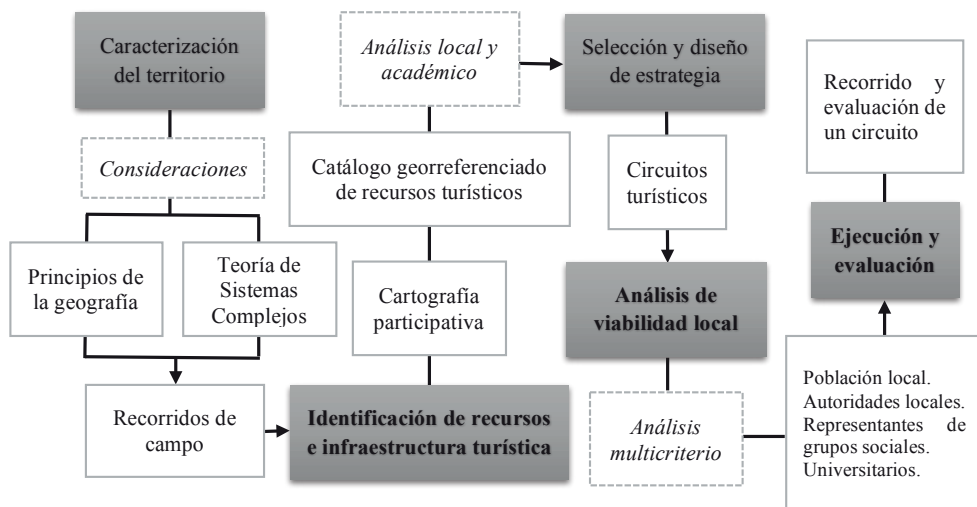 Caracterización
del territorio
Consideraciones
Principios de
la geografía
Teoría de
Sistemas
Complejos
Recorridos de
campo
Identificación de recursos
e infraestructura turística
Cartografía
participativa
Catálogo georreferenciado
de recursos turísticos
Análisis local y
académico
Selección y diseño
de estrategia
Circuitos
turísticos
Análisis de
viabilidad local
Análisis
multicriterio
Población local.
Autoridades locales.
Representantes de
grupos sociales.
Universitarios.
Ejecución y
evaluación
Recorrido y
evaluación de
un circuito